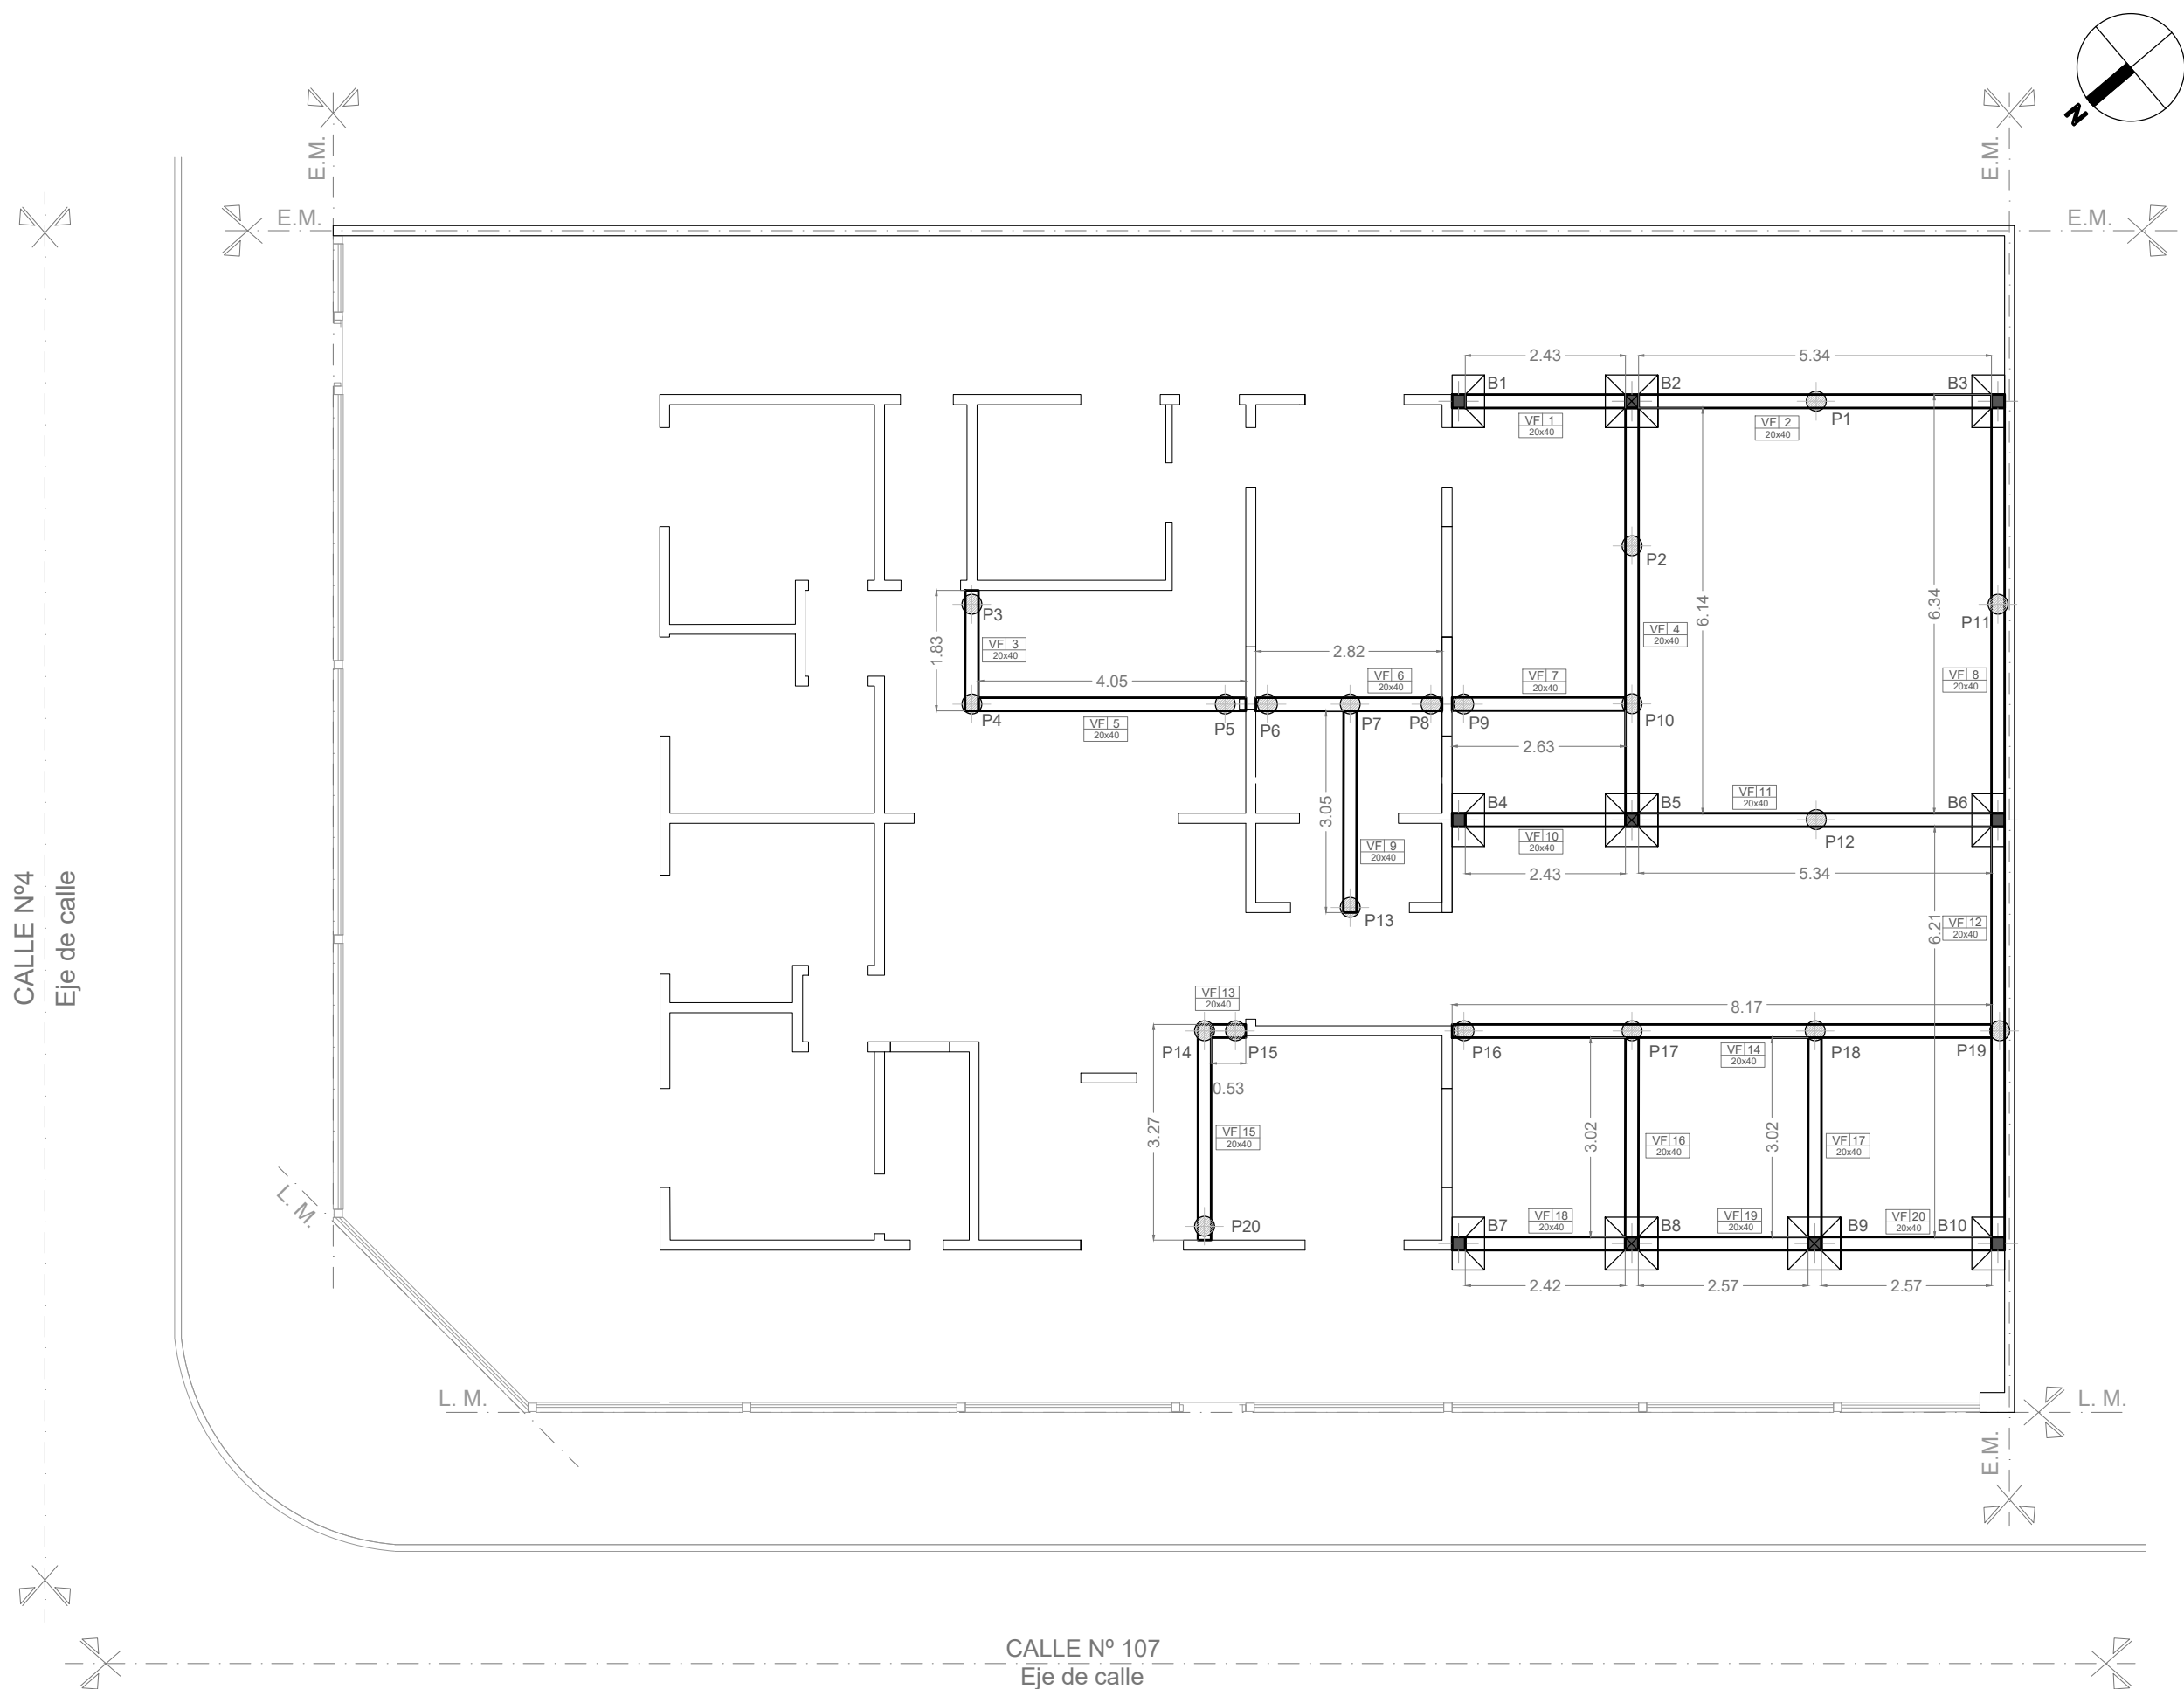 N
E.M.
E.M.
E.M.
E.M.
2.43
5.34
B1
B2
B3
P1
VF 1
20x40
VF 2
20x40
P2
P3
P11
6.14
6.34
VF 4
20x40
1.83
VF 3
20x40
2.82
4.05
VF 6
20x40
VF 7
20x40
VF 8
20x40
P4
VF 5
20x40
P5
P6
P7
P8
P9
P10
2.63
3.05
B4
B5
VF 11
20x40
B6
VF 10
20x40
P12
VF 9
20x40
2.43
5.34
P13
6.21
VF 12
20x40
CALLE Nº4
Eje de calle
VF 13
20x40
8.17
P14
P15
P16
P17
VF 14
20x40
P18
P19
0.53
3.27
VF 15
20x40
3.02
VF 16
20x40
3.02
VF 17
20x40
L. M.
P20
B7
VF 18
20x40
B8
VF 19
20x40
B9
VF 20
20x40
B10
2.42
2.57
2.57
L. M.
L. M.
E.M.
CALLE Nº 107
Eje de calle